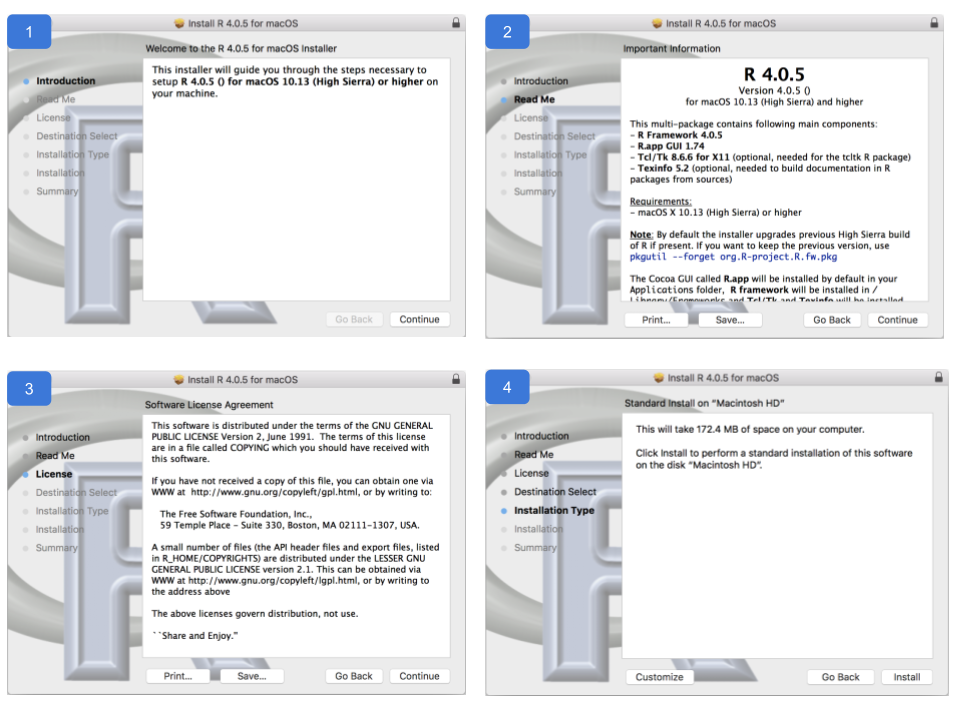 1
Install R 4.0.5 for macOS
Welcome to the R 4.0.5 for macOS Installer
Introduction
Read Me
License
Destination Select
Installation Type
Installation
Summary
This installer will guide you through the steps necessary to
setup R 4.0.5 () for macOS 10.13 (High Sierra) or higher on
your machine.
Go Back
Continue
2
Install R 4.0.5 for macOS
Important Information
Introduction
Read Me
License
Destination Select
Installation Type
Installation
Summary
R 4.0.5
Version 4.0.5 ()
for macOS 10.13 (High Sierra) and higher
This multi-package contains following main components:
- R Framework 4.0.5
- R.app GUI 1.74
- Tcl/Tk 8.6.6 for X11 (optional, needed for the tcltk R package)
- Texinfo 5.2 (optional, needed to build documentation in R
packages from sources)
Requirements:
- macOS X 10.13 (High Sierra) or higher
Note: By default the installer upgrades previous High Sierra build
of R if present. If you want to keep the previous version, use
pkgutil --forget org.R-project.R.fw.pkg
The Cocoa GUI called R.app will be installed by default in your
Applications folder, R framework will be installed in /
Library/Frameworks and Tcl/Tk and Texinfo will be installed
Print...
Save...
Go Back
Continue
3
Install R 4.0.5 for macOS
Software License Agreement
Introduction
Read Me
License
Destination Select
Installation Type
Installation
Summary
This software is distributed under the terms of the GNU GENERAL
PUBLIC LICENSE Version 2, June 1991. The terms of this license
are in a file called COPYING which you should have received with
this software.
If you have not received a copy of this file, you can obtain one via
WWW at http://www.gnu.org/copyleft/gpl.html, or by writing to:
The Free Software Foundation, Inc.,
59 Temple Place – Suite 330, Boston, MA 02111-1307, USA.
A small number of files (the API header files and export files, listed
in R_HOME/COPYRIGHTS) are distributed under the LESSER GNU
GENERAL PUBLIC LICENSE version 2.1. This can be obtained via
WWW at http://www.gnu.org/copyleft/lgpl.html, or by writing to
the address above
The above licenses govern distribution, not use.
``Share and Enjoy.''
Print...
Save...
Go Back
Continue
4
Install R 4.0.5 for macOS
Standard Install on “Macintosh HD”
Introduction
Read Me
License
Destination Select
Installation Type
Installation
Summary
This will take 172.4 MB of space on your computer.
Click Install to perform a standard installation of this software
on the disk “Macintosh HD”.
Customize
Go Back
Install